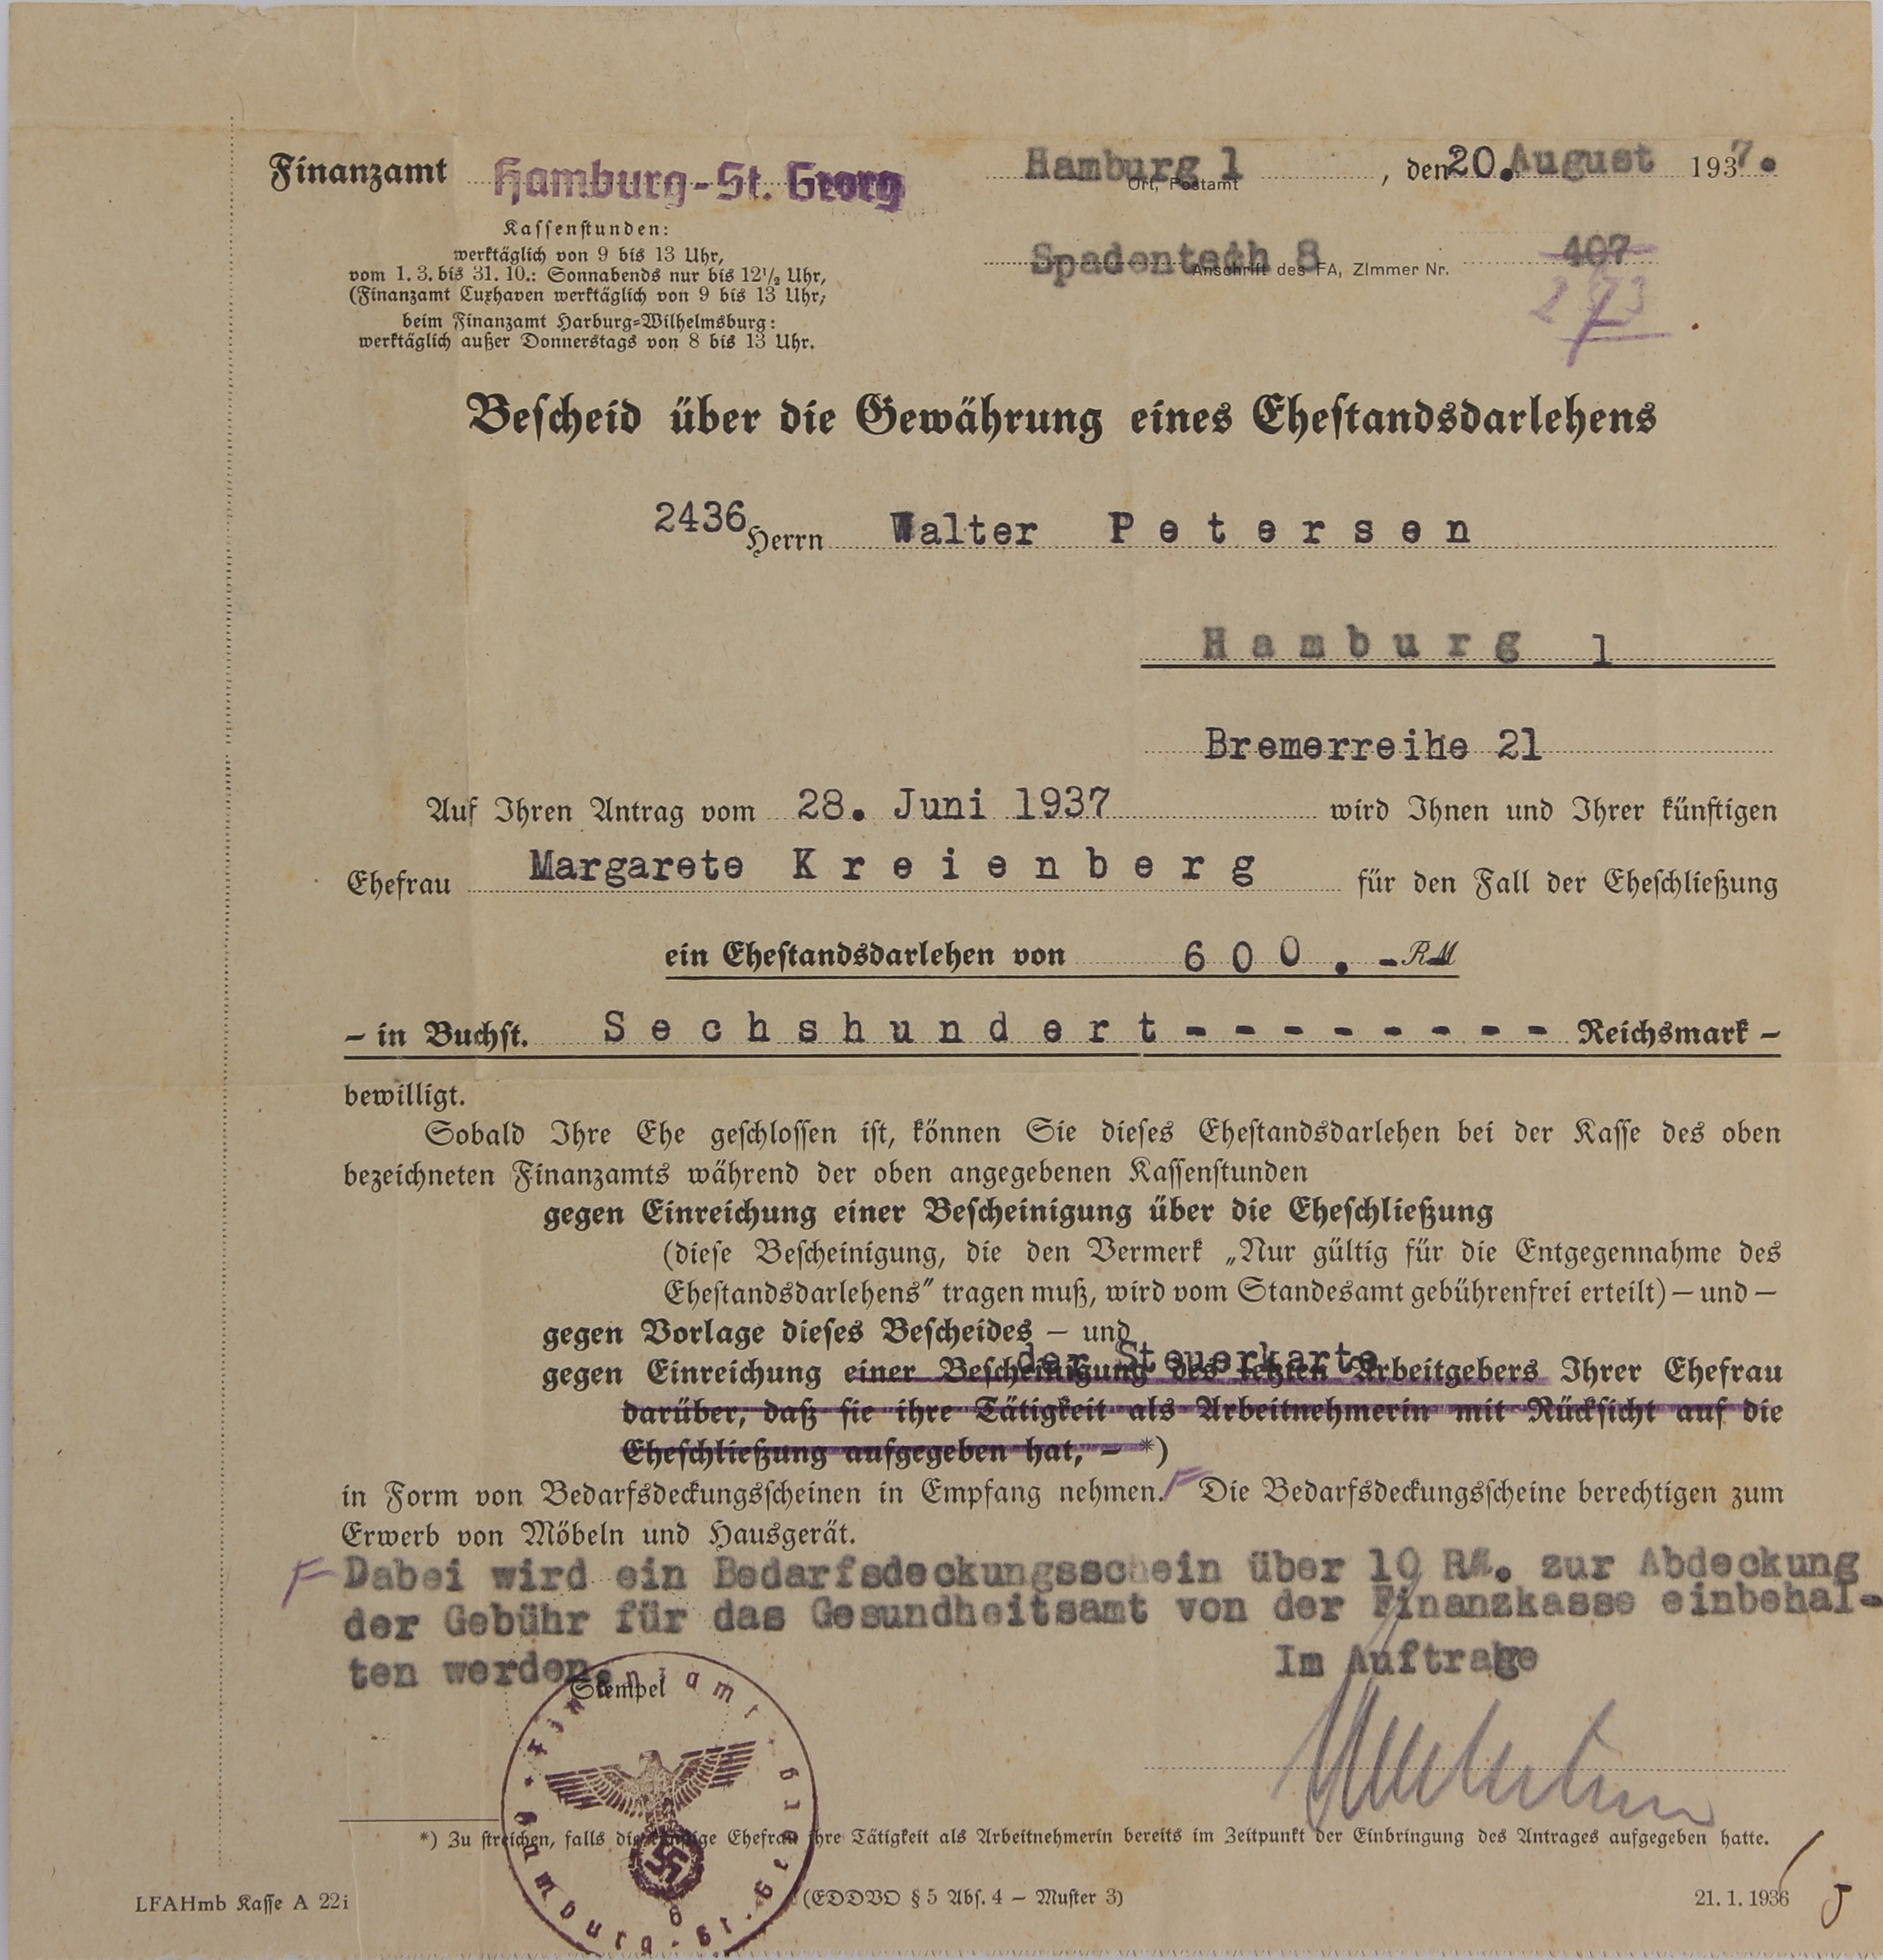 Finanzamt Hamburg-St. Georg
Hamburg 1, den 20. August 1937.
Ort, Postamt
Kassenstunden:
werktäglich von 9 bis 13 Uhr,
vom 1. 3. bis 31. 10.: Sonnabends nur bis 12½ Uhr,
(Finanzamt Cuxhaven werktäglich von 9 bis 13 Uhr,
beim Finanzamt Harburg-Wilhelmsburg:
werktäglich außer Donnerstags von 8 bis 13 Uhr.
Spadenteich 8 407
Anschrift des FA, Zimmer Nr.
273
Bescheid über die Gewährung eines Ehestandsdarlehens
2436 Herrn Walter Petersen
Hamburg 1
Bremerreihe 21
Auf Ihren Antrag vom 28. Juni 1937 wird Ihnen und Ihrer künftigen
Ehefrau Margarete Kreienberg für den Fall der Eheschließung
ein Ehestandsdarlehen von 600.- RM
– in Buchst. Sechshundert - - - - - - - - Reichsmark –
bewilligt.
Sobald Ihre Ehe geschlossen ist, können Sie dieses Ehestandsdarlehen bei der Kasse des oben
bezeichneten Finanzamts während der oben angegebenen Kassenstunden
gegen Einreichung einer Bescheinigung über die Eheschließung
(diese Bescheinigung, die den Vermerk „Nur gültig für die Entgegennahme des
Ehestandsdarlehens" tragen muß, wird vom Standesamt gebührenfrei erteilt) – und –
gegen Vorlage dieses Bescheides – und
der Steuerkarte
gegen Einreichung einer Bescheinigung des letzten Arbeitgebers Ihrer Ehefrau
darüber, daß sie ihre Tätigkeit als Arbeitnehmerin mit Rücksicht auf die
Eheschließung aufgegeben hat, – *)
in Form von Bedarfsdeckungsscheinen in Empfang nehmen. Die Bedarfsdeckungsscheine berechtigen zum
Erwerb von Möbeln und Hausgerät.
Dabei wird ein Bedarfsdeckungsschein über 10 RM. zur Abdeckung
der Gebühr für das Gesundheitsamt von der Finanzkasse einbehal-
ten werden.
Im Auftrage
Stempel
Finanzamt Hamburg-St. Georg
6
*) Zu streichen, falls die künftige Ehefrau ihre Tätigkeit als Arbeitnehmerin bereits im Zeitpunkt der Einbringung des Antrages aufgegeben hatte.
LFAHmb Kasse A 22i
(EDDVO § 5 Abs. 4 – Muster 3)
21. 1. 1936